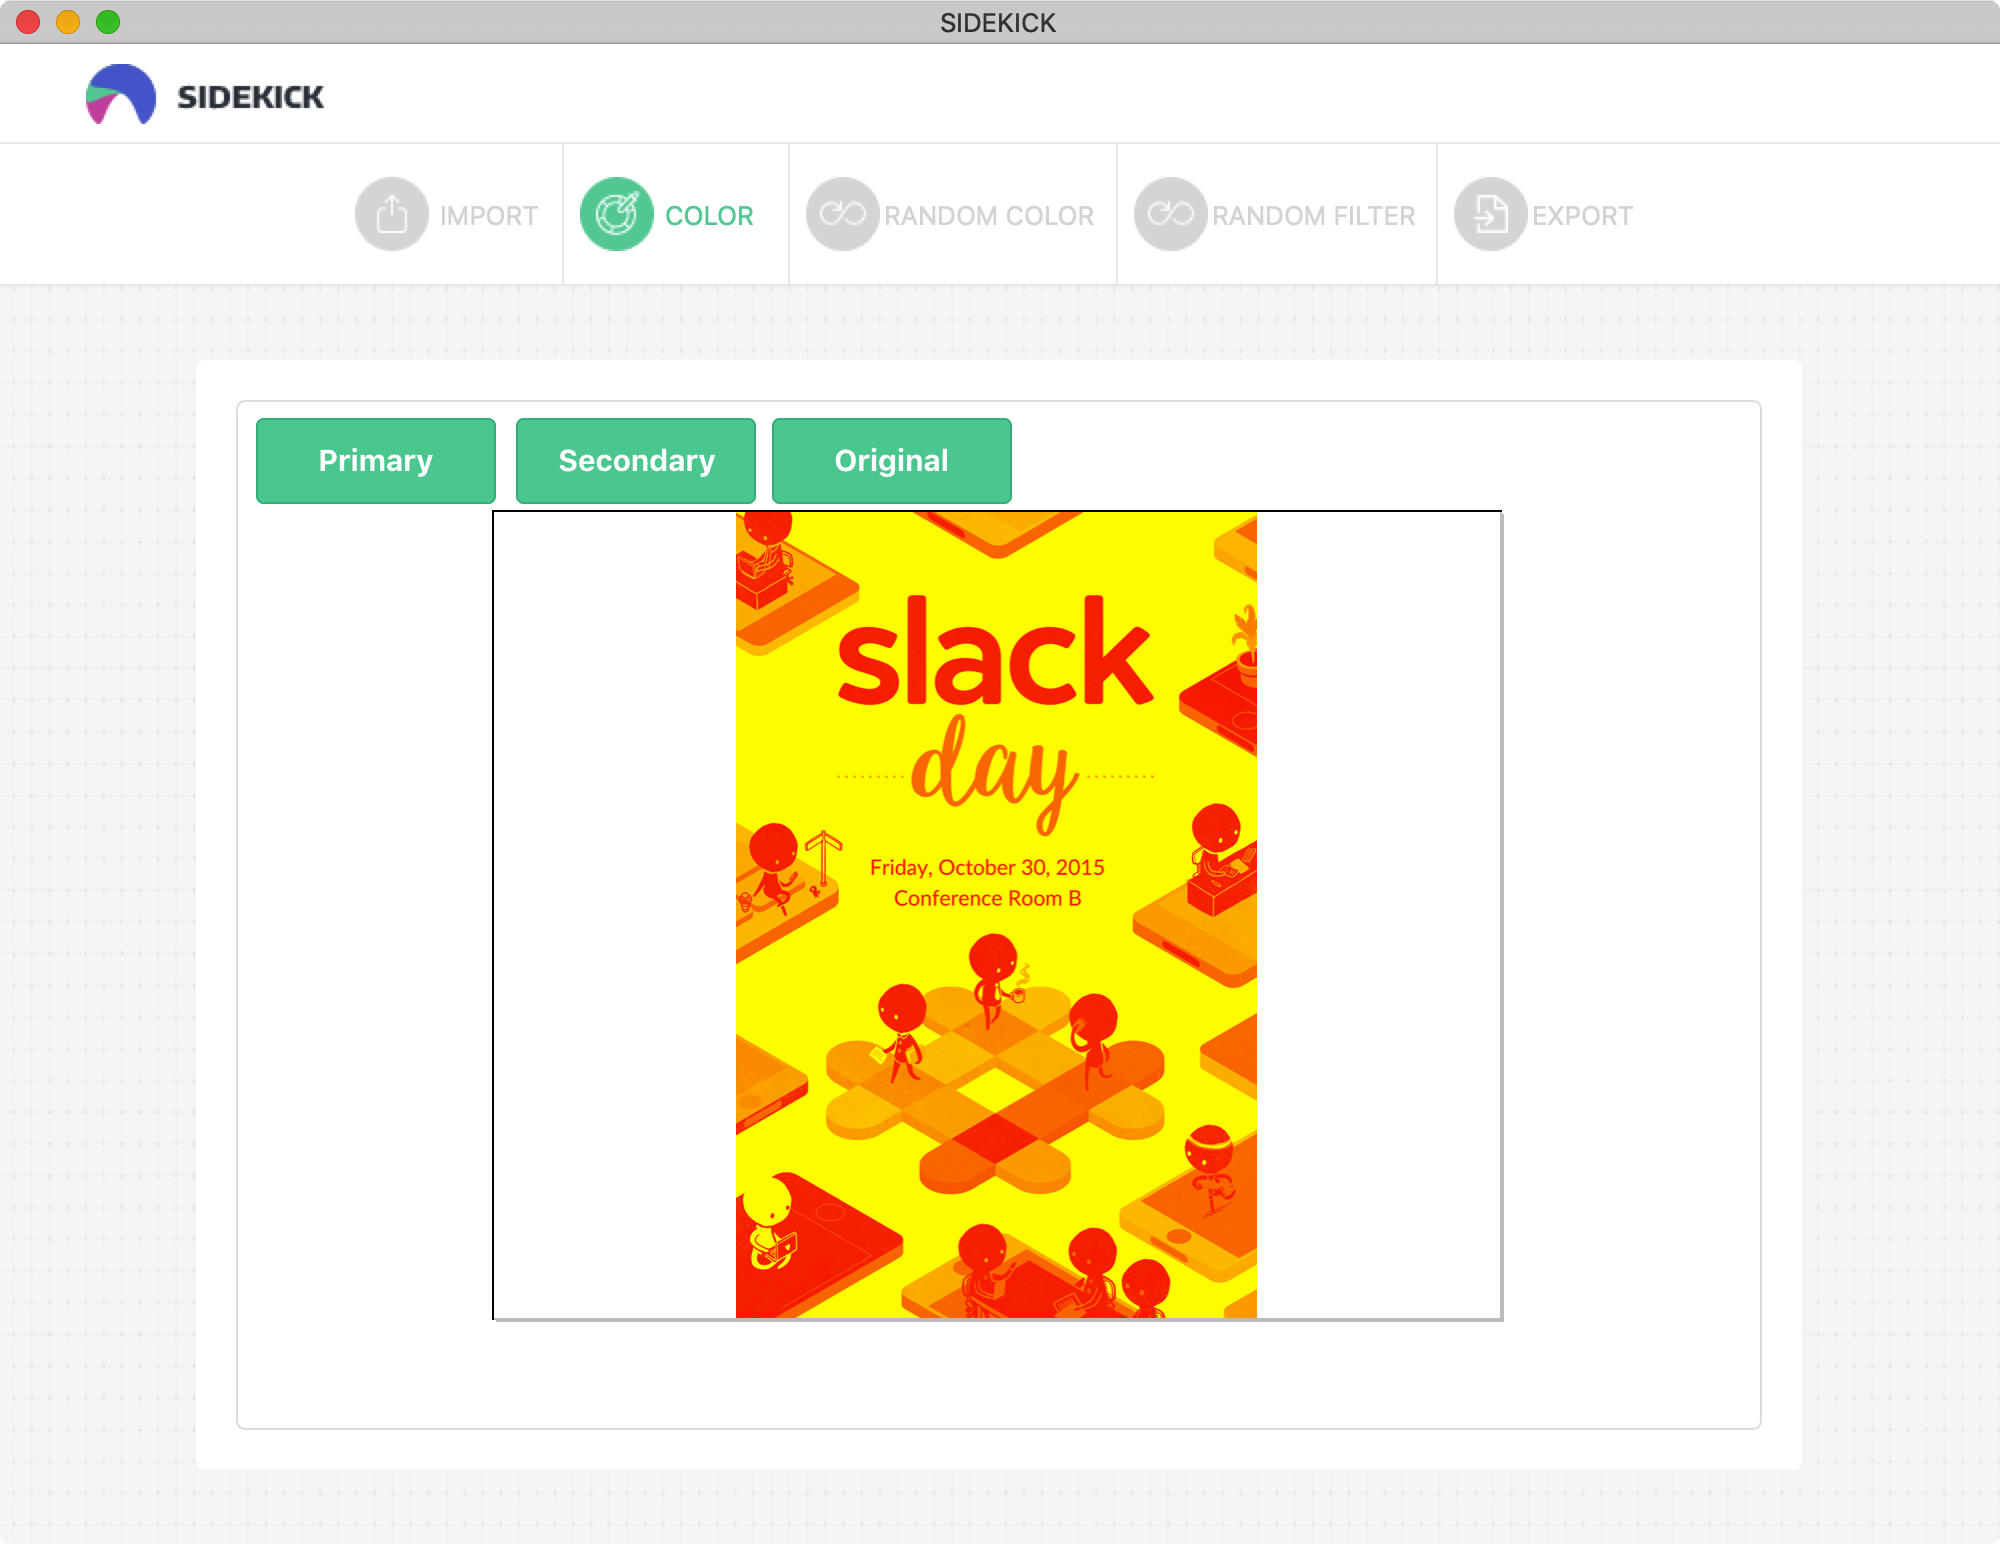 SIDEKICK
SIDEKICK
IMPORT
COLOR
RANDOM COLOR
RANDOM FILTER
EXPORT
Primary
Secondary
Original
slack
day
Friday, October 30, 2015
Conference Room B